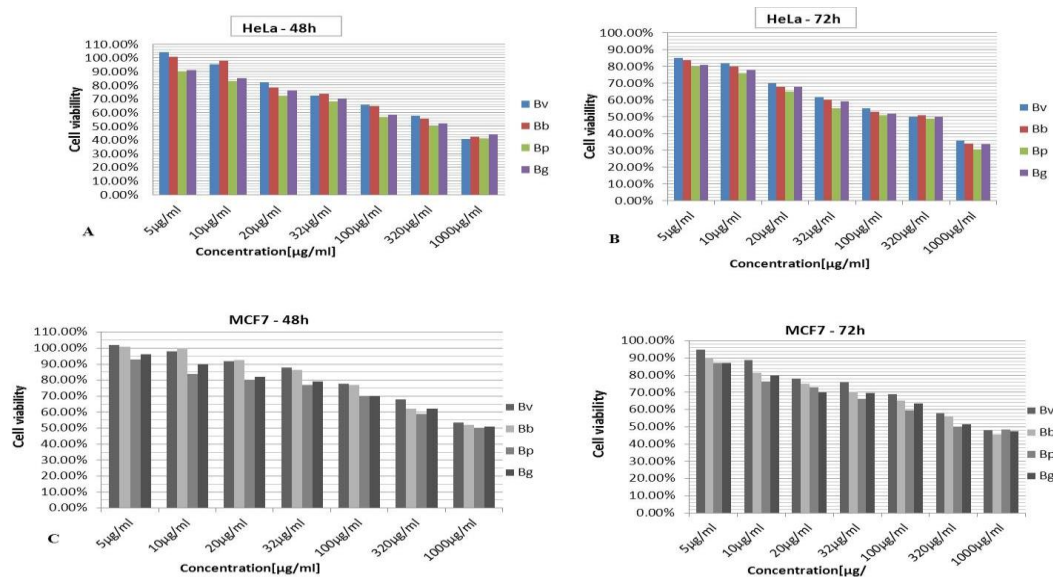 HeLa - 48h
110.00%
100.00%
90.00%
80.00%
70.00%
60.00%
50.00%
40.00%
30.00%
20.00%
10.00%
0.00%
Cell viability
5µg/ml
10µg/ml
20µg/ml
32µg/ml
100µg/ml
320µg/ml
1000µg/ml
Concentration[µg/ml]
Bv
Bb
Bp
Bg
A
HeLa - 72h
100.00%
90.00%
80.00%
70.00%
60.00%
50.00%
40.00%
30.00%
20.00%
10.00%
0.00%
Cell viability
5µg/ml
10µg/ml
20µg/ml
32µg/ml
100µg/ml
320µg/ml
1000µg/ml
Concentration[µg/ml]
Bv
Bb
Bp
Bg
B
MCF7 - 48h
110.00%
100.00%
90.00%
80.00%
70.00%
60.00%
50.00%
40.00%
30.00%
20.00%
10.00%
0.00%
Cell viability
5µg/ml
10µg/ml
20µg/ml
32µg/ml
100µg/ml
320µg/ml
1000µg/ml
Concentration[µg/ml]
Bv
Bb
Bp
Bg
C
MCF7 - 72h
100.00%
90.00%
80.00%
70.00%
60.00%
50.00%
40.00%
30.00%
20.00%
10.00%
0.00%
Cell viability
5µg/ml
10µg/ml
20µg/ml
32µg/ml
100µg/ml
320µg/ml
1000µg/ml
Concentration[µg/
Bv
Bb
Bp
Bg